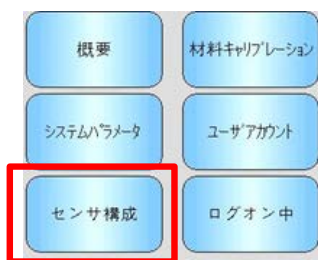 概要
材料ｷｬﾘﾌﾞﾚｰｼｮﾝ
ｼｽﾃﾑﾊﾟﾗﾒｰﾀ
ﾕｰｻﾞｱｶｳﾝﾄ
センサ構成
ログオン中